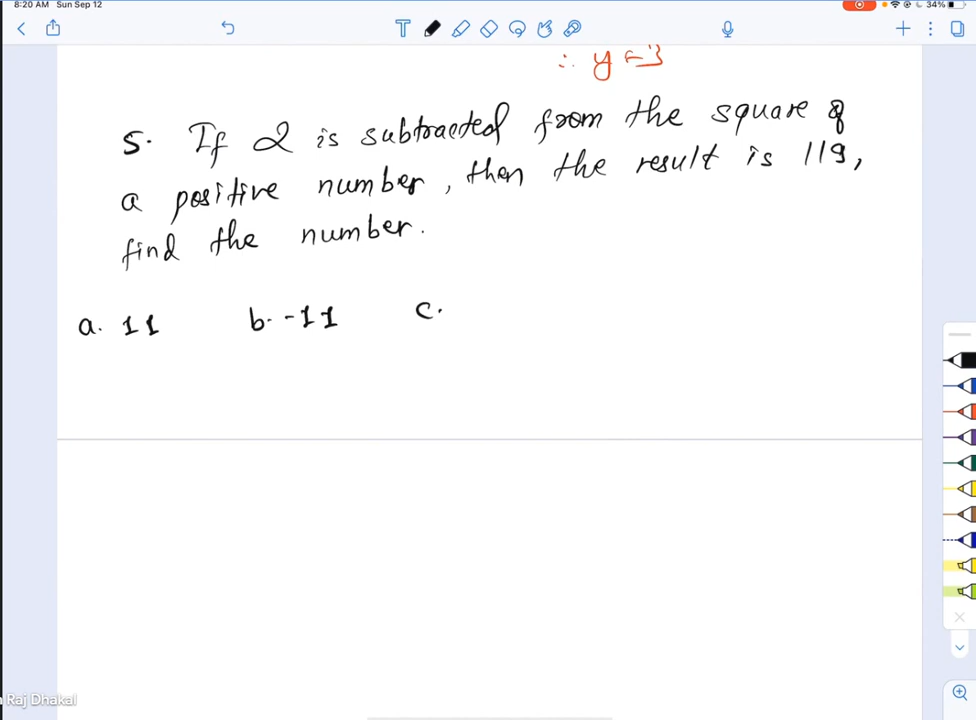 8:20 AM Sun Sep 12
34%
∴ y = 3
5. If 2 is subtracted from the square of
a positive number, then the result is 119,
find the number.
a. 11 b. -11 c.
Raj Dhakal